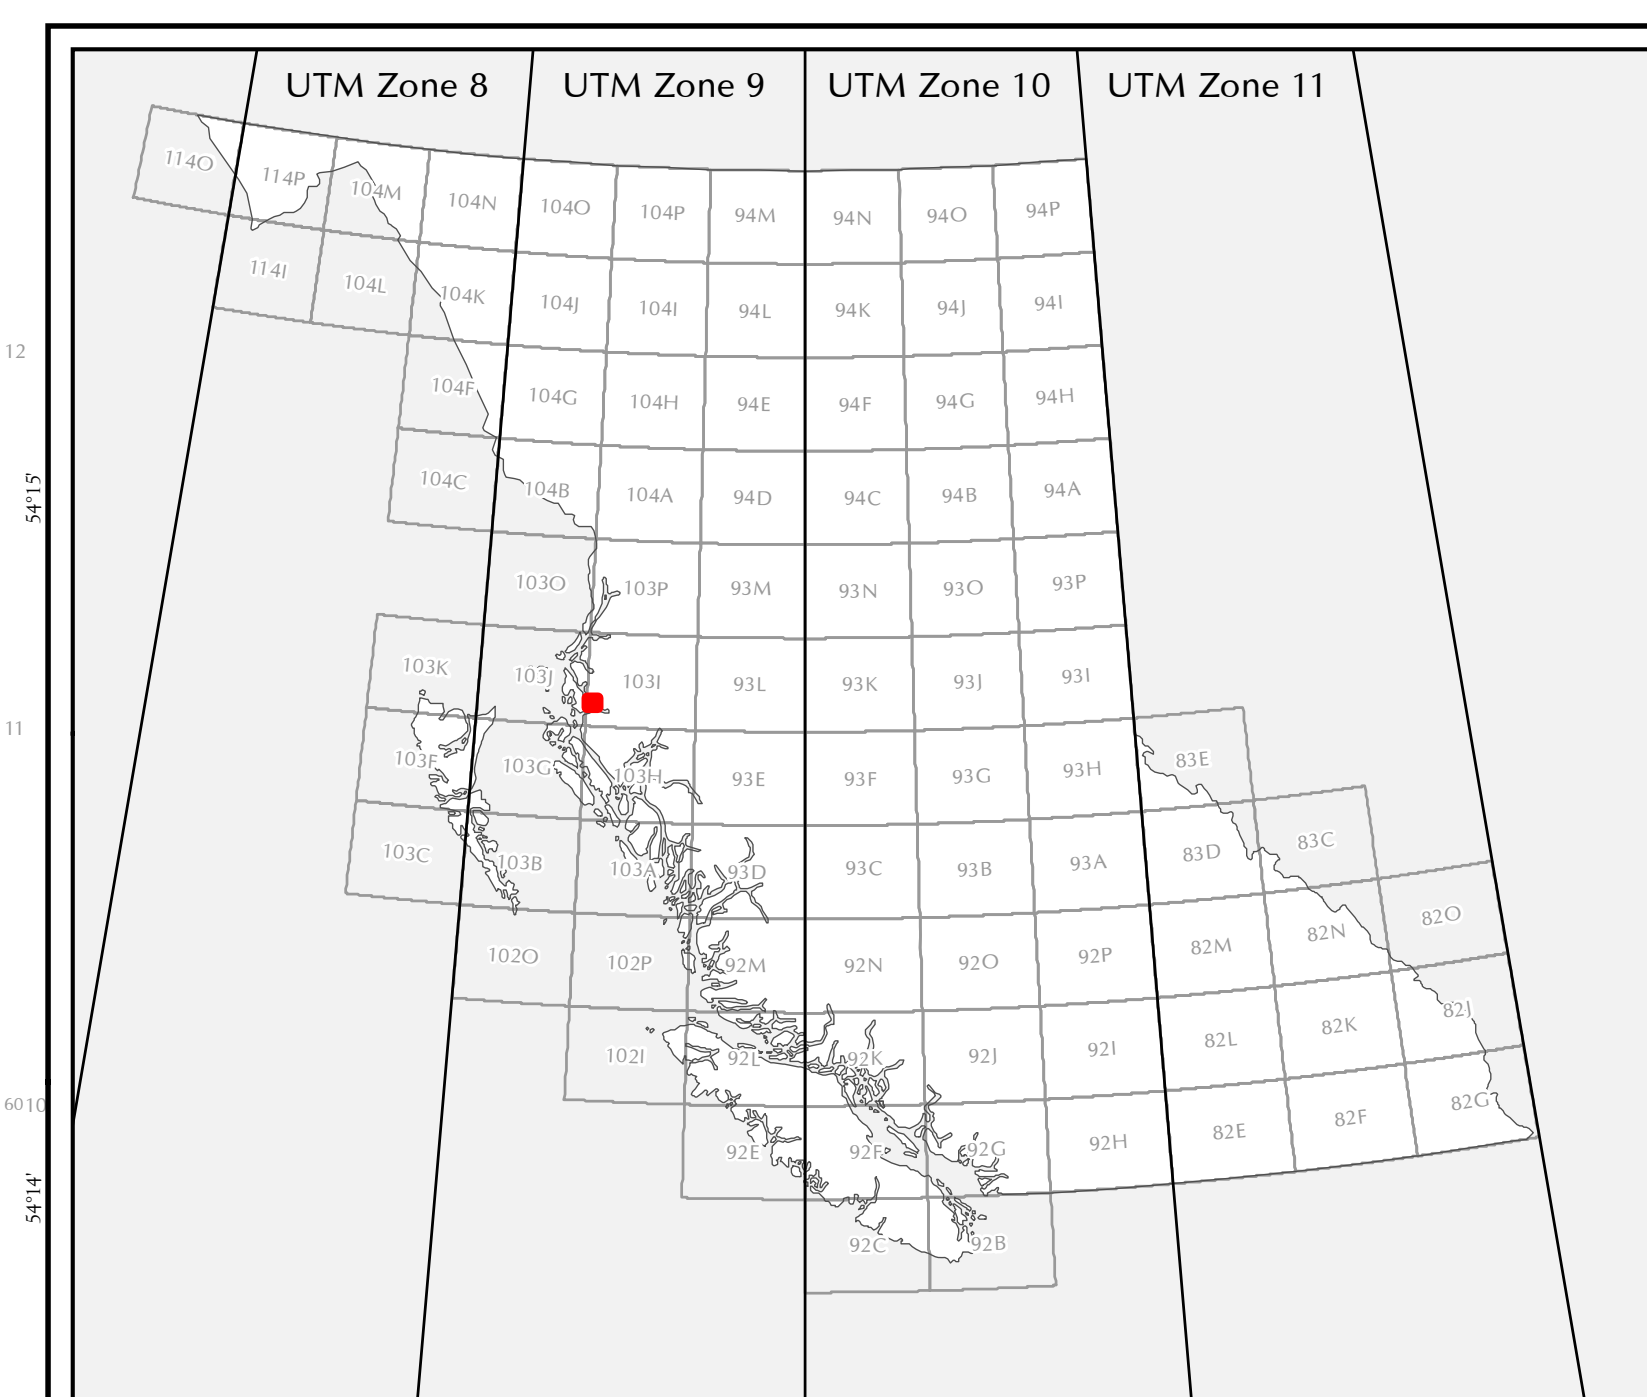 UTM Zone 8 UTM Zone 9 UTM Zone 10 UTM Zone 11
114O 114P 104M 104N 104O 104P 94M 94N 94O 94P
114I 104L 104K 104J 104I 94L 94K 94J 94I
12
104F 104G 104H 94E 94F 94G 94H
54°15'
104C 104B 104A 94D 94C 94B 94A
103O 103P 93M 93N 93O 93P
103K 103J 103I 93L 93K 93J 93I
11
103F 103G 103H 93E 93F 93G 93H 83E
103C 103B 103A 93D 93C 93B 93A 83D 83C
102O 102P 92M 92N 92O 92P 82M 82N 82O
102I 92L 92K 92J 92I 82L 82K 82J
6010
92E 92F 92G 92H 82E 82F 82G
54°14'
92C 92B